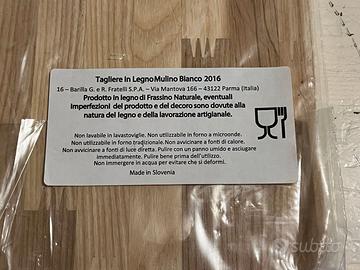 Tagliere in Legno Mulino Bianco 2016
16 – Barilla G. e R. Fratelli S.P.A. – Via Mantova 166 – 43122 Parma (Italia)
Prodotto in legno di Frassino Naturale, eventuali
imperfezioni del prodotto e del decoro sono dovute alla
natura del legno e della lavorazione artigianale.
Non lavabile in lavastoviglie. Non utilizzabile in forno a microonde.
Non utilizzabile in forno tradizionale. Non avvicinare a fonti di calore.
Non avvicinare a fonti di luce diretta. Pulire con un panno umido e asciugare
immediatamente. Pulire bene prima dell'utilizzo.
Non immergere in acqua per evitare che si deformi.
Made in Slovenia
subito